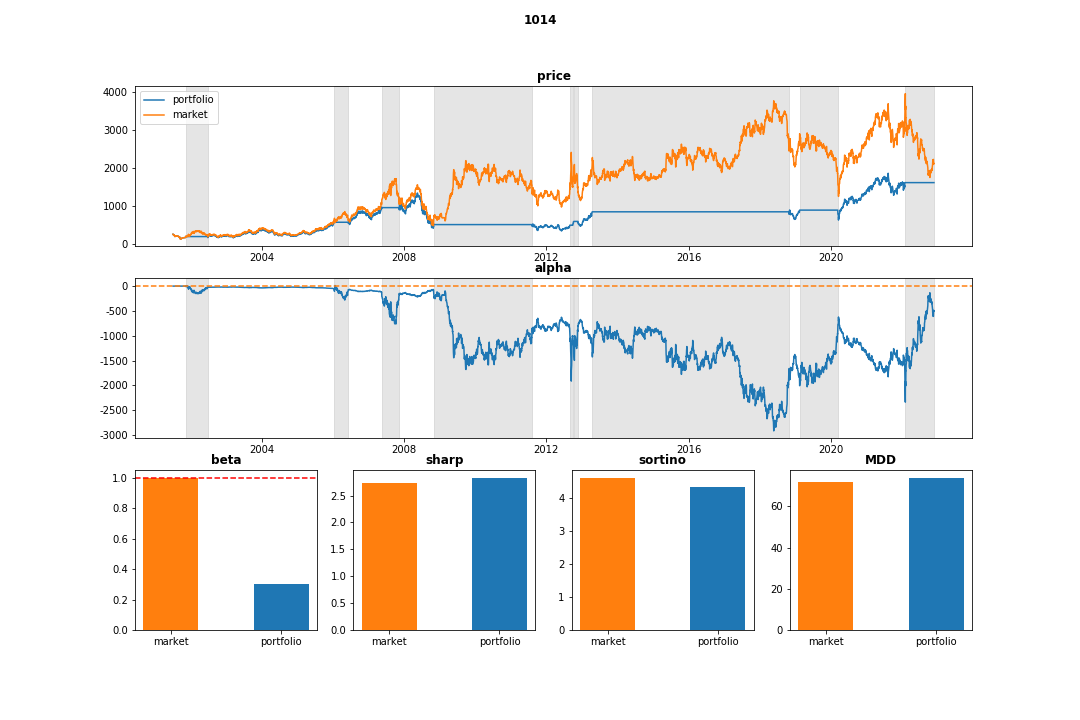 1014
price
portfolio
market
4000
3000
2000
1000
0
2004 2008 2012 2016 2020
alpha
0
-500
-1000
-1500
-2000
-2500
-3000
2004 2008 2012 2016 2020
beta
1.0
0.8
0.6
0.4
0.2
0.0
market portfolio
sharp
2.5
2.0
1.5
1.0
0.5
0.0
market portfolio
sortino
4
3
2
1
0
market portfolio
MDD
60
40
20
0
market portfolio